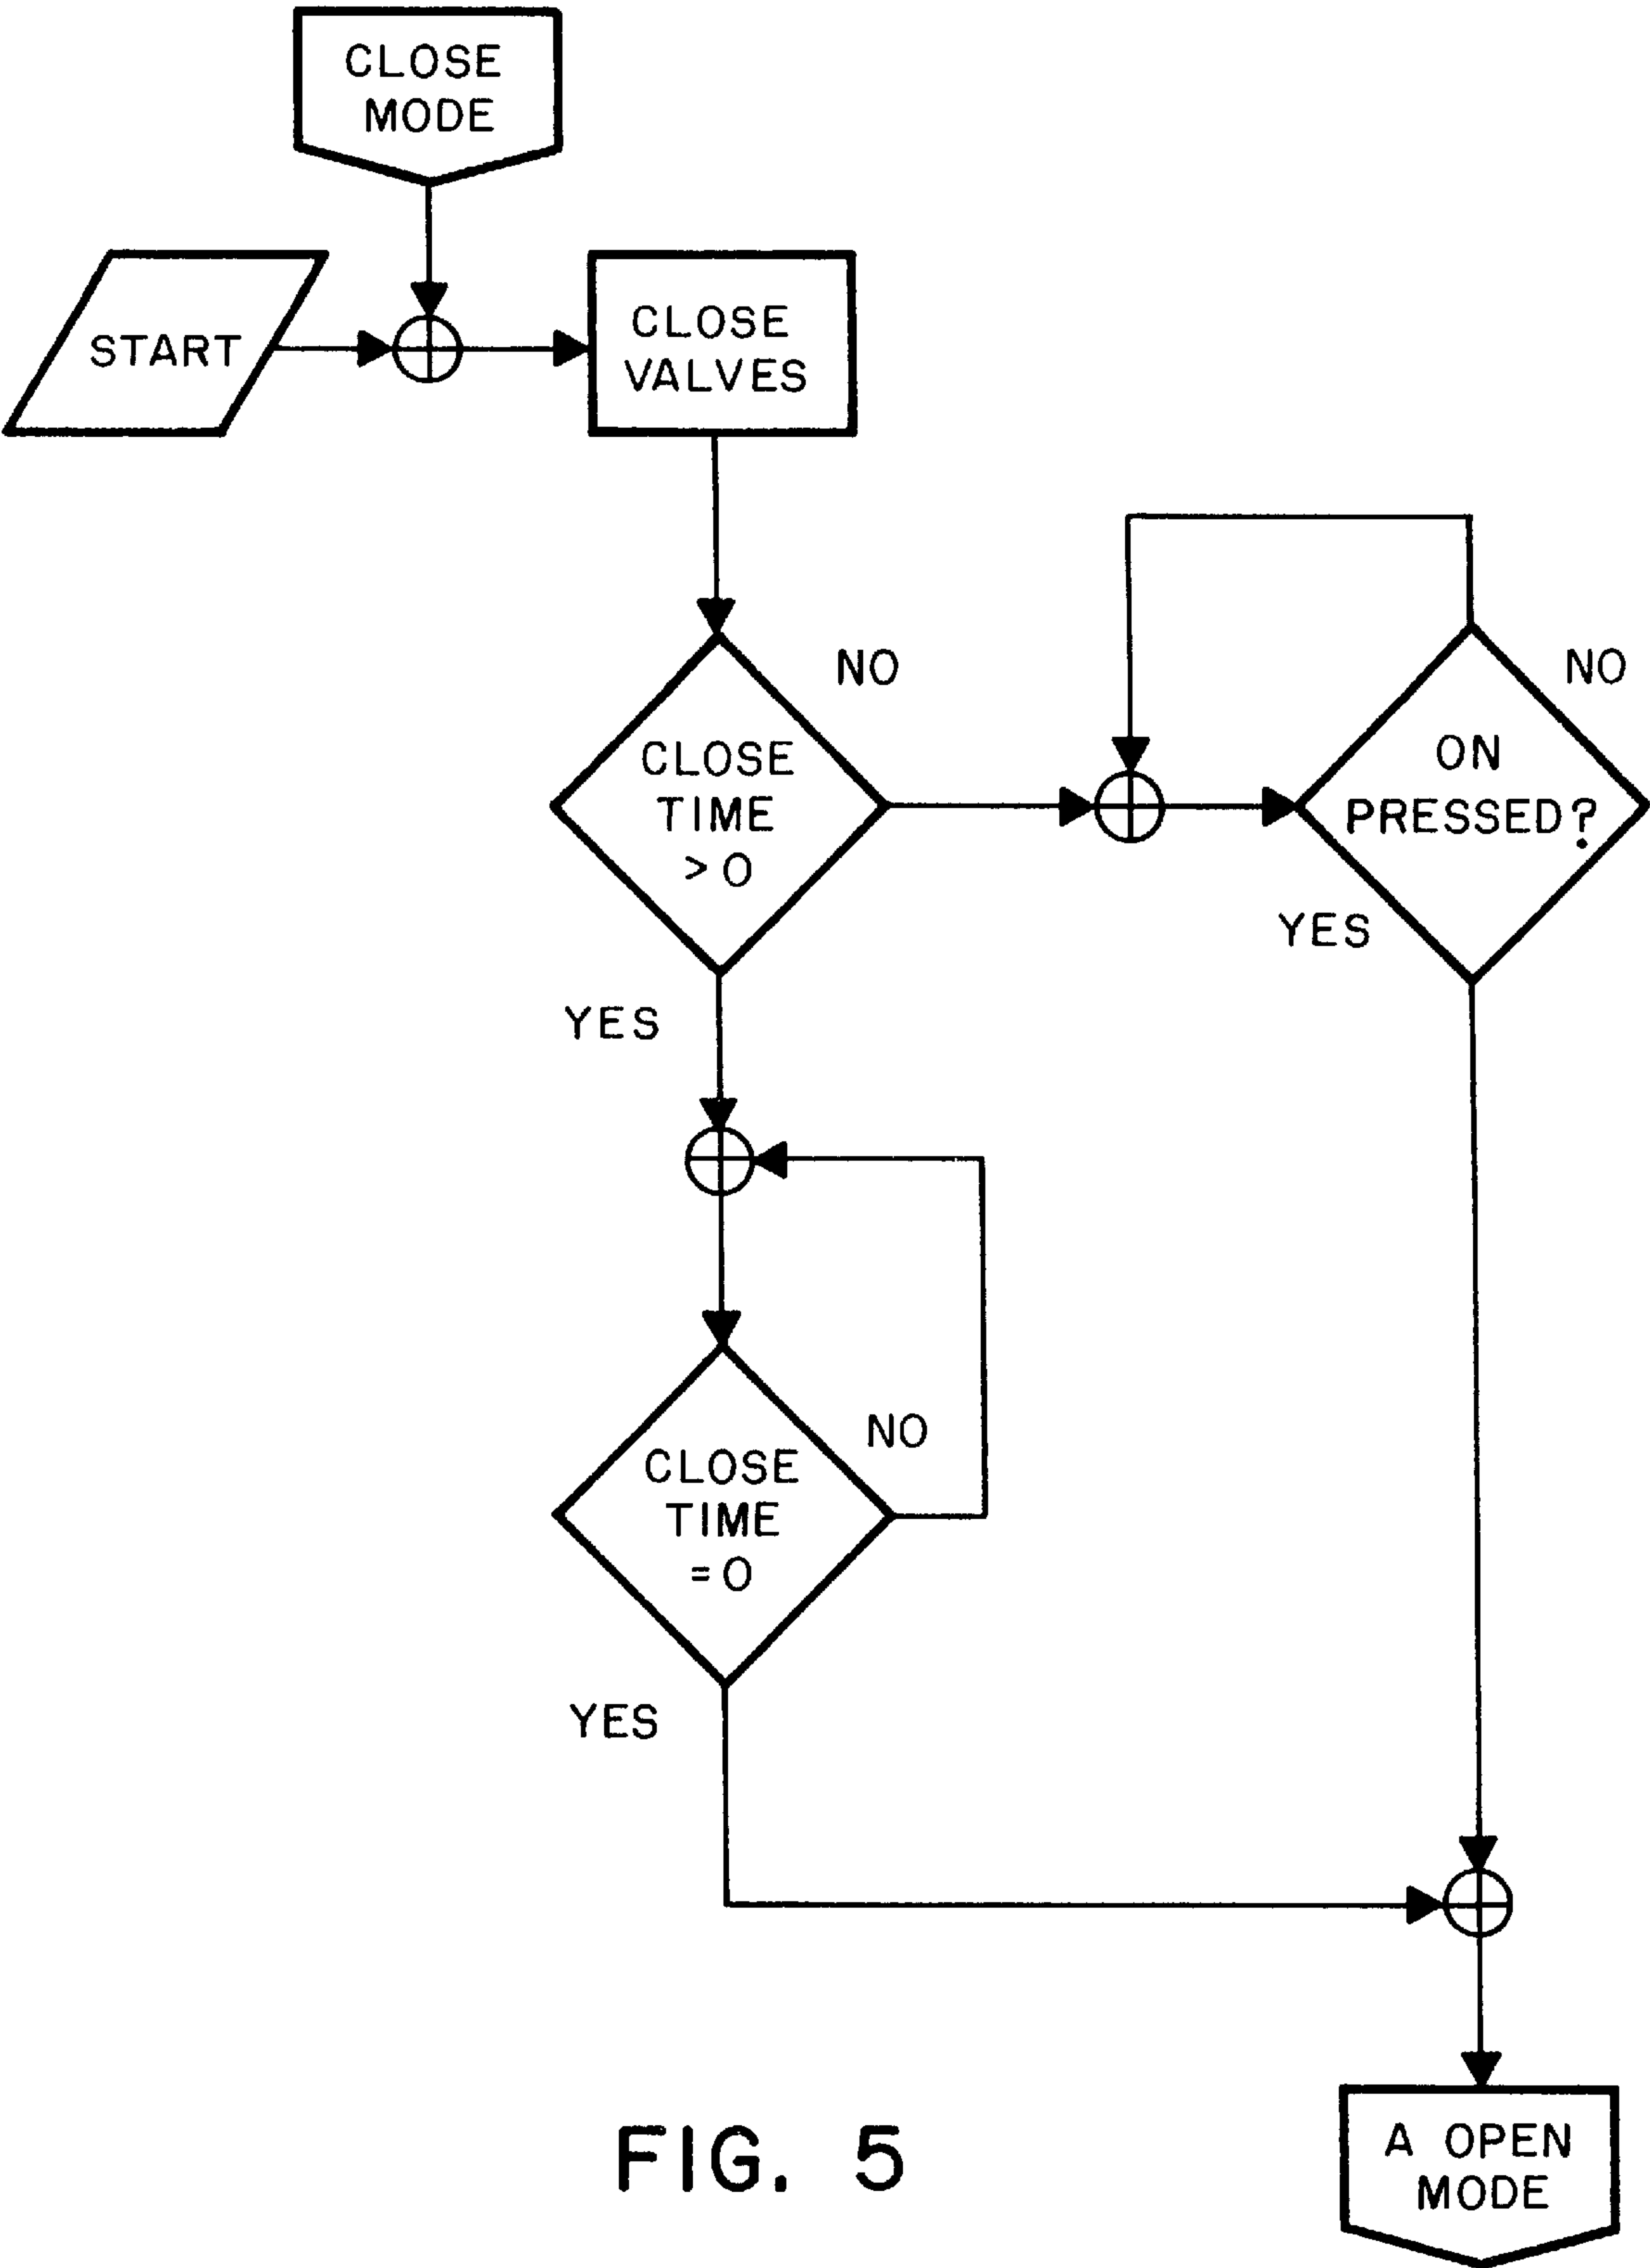 CLOSE
MODE
START
CLOSE
VALVES
NO
NO
CLOSE
TIME
> 0
ON
PRESSED?
YES
YES
NO
CLOSE
TIME
= 0
YES
A OPEN
MODE
FIG. 5